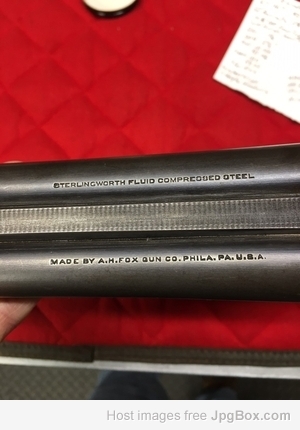 STERLINGWORTH FLUID COMPRESSED STEEL
MADE BY A.H.FOX GUN CO. PHILA. PA. U.S.A.
Host images free JpgBox.com